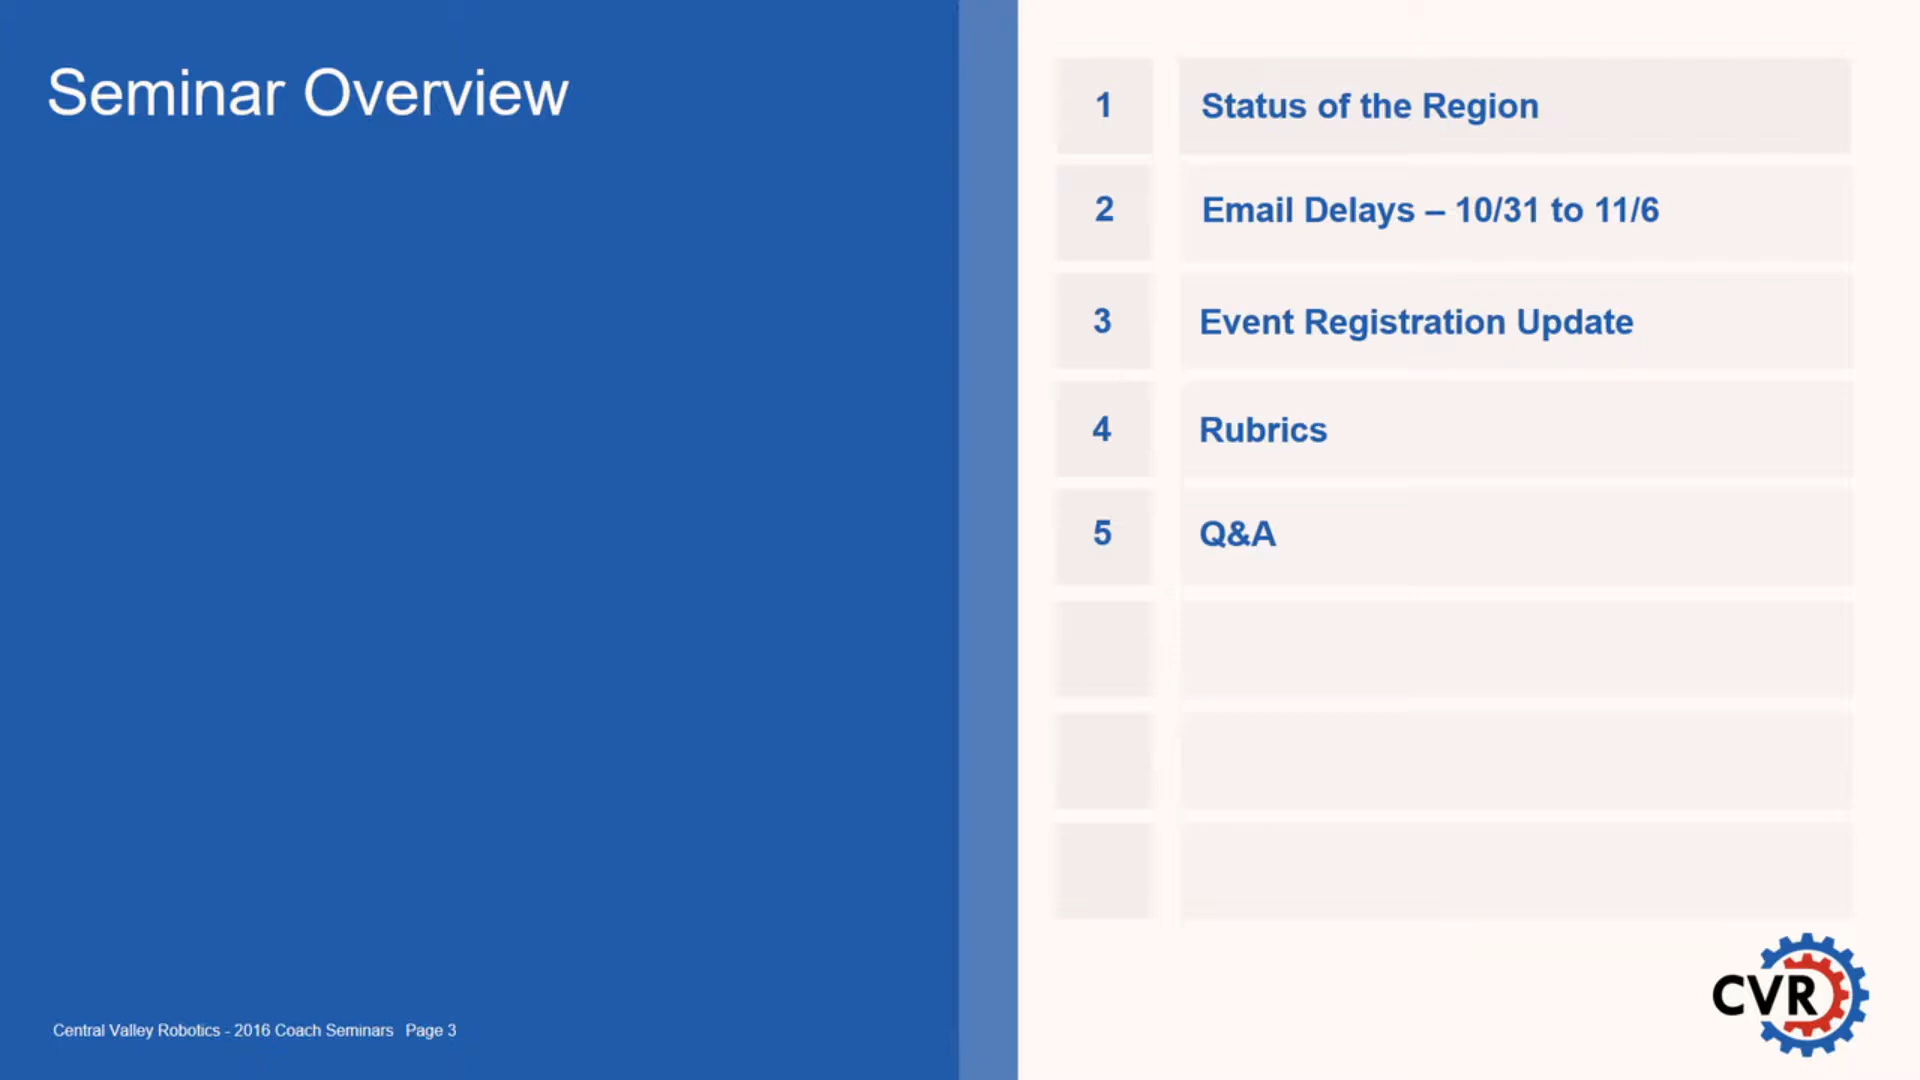 Seminar Overview
1 Status of the Region
2 Email Delays – 10/31 to 11/6
3 Event Registration Update
4 Rubrics
5 Q&A
CVR
Central Valley Robotics - 2016 Coach Seminars Page 3